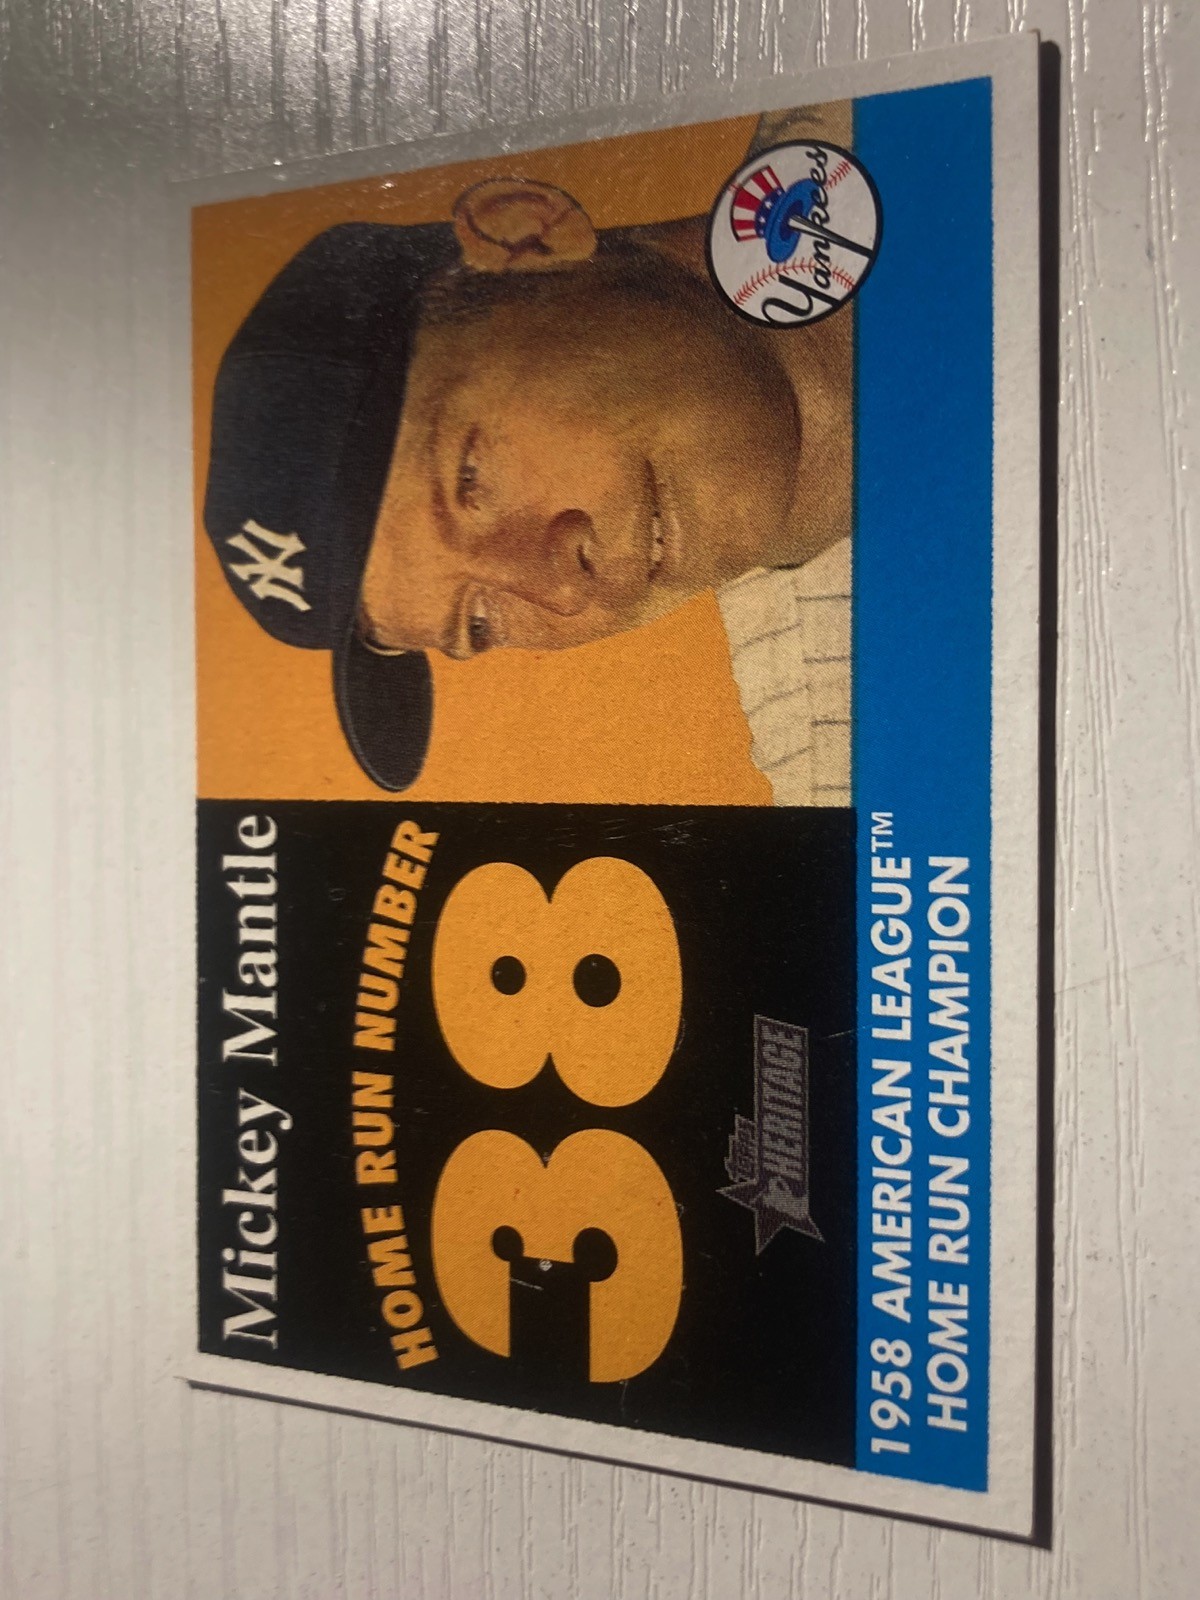 Mickey Mantle
HOME RUN NUMBER
38
Topps
HERITAGE
NY
Yankees
1958 AMERICAN LEAGUE™
HOME RUN CHAMPION